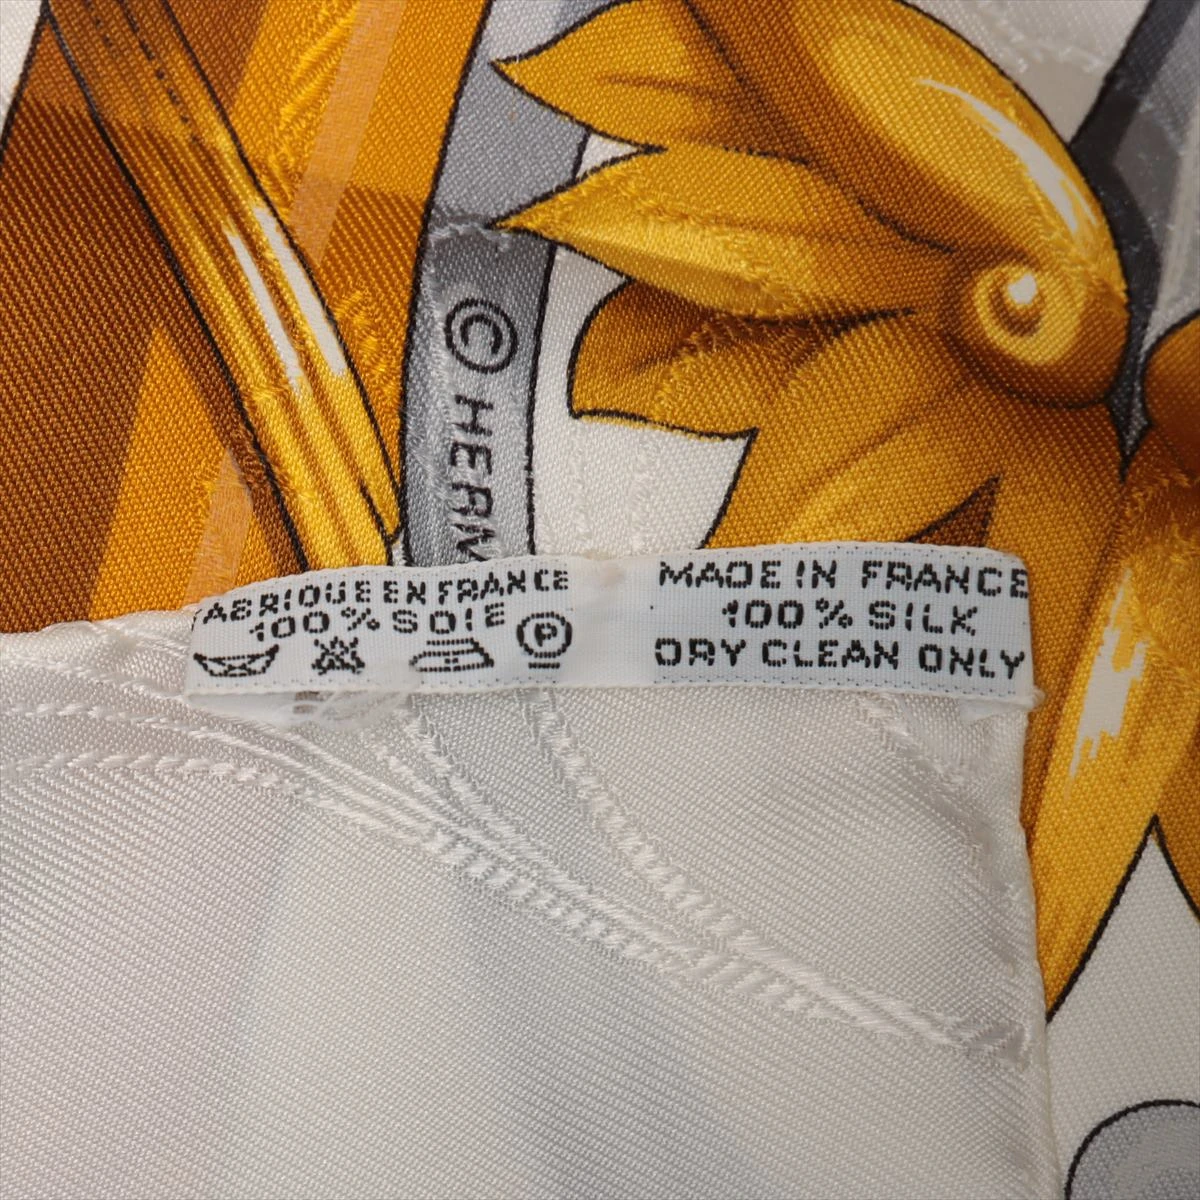 © HERM
FABRIQUE EN FRANCE
100% SOIE
P
MADE IN FRANCE
100% SILK
DRY CLEAN ONLY